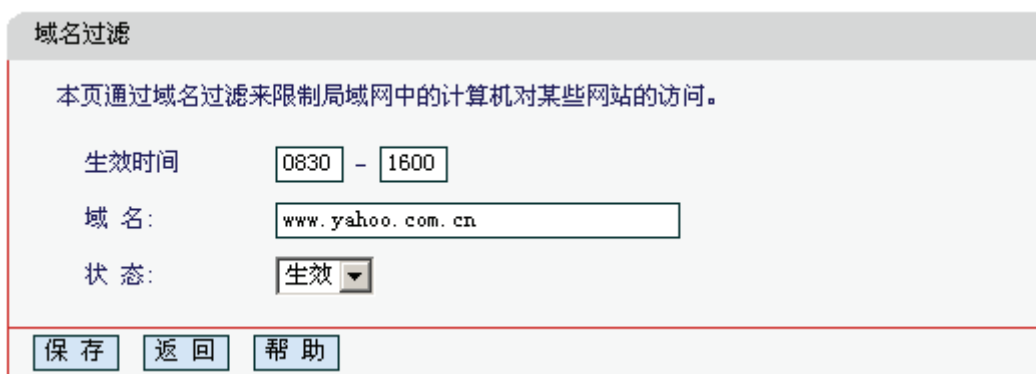 域名过滤
本页通过域名过滤来限制局域网中的计算机对某些网站的访问。
生效时间 0830 - 1600
域 名: www.yahoo.com.cn
状 态: 生效
保 存 返 回 帮 助